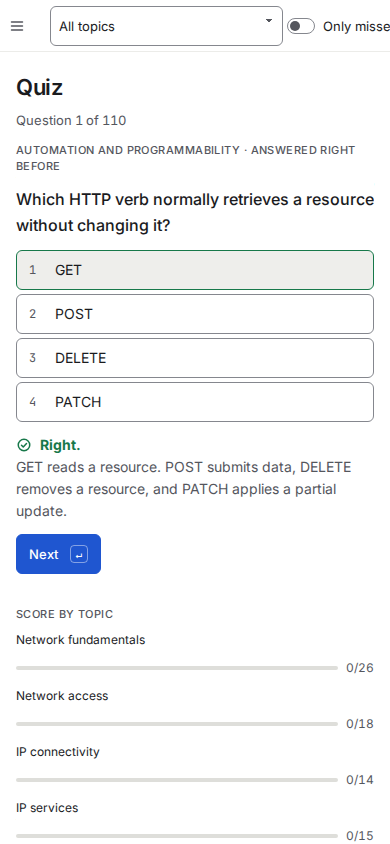 All topics
Only misse
Quiz
Question 1 of 110
AUTOMATION AND PROGRAMMABILITY · ANSWERED RIGHT
BEFORE
Which HTTP verb normally retrieves a resource
without changing it?
1 GET
2 POST
3 DELETE
4 PATCH
Right.
GET reads a resource. POST submits data, DELETE
removes a resource, and PATCH applies a partial
update.
Next ↵
SCORE BY TOPIC
Network fundamentals
0/26
Network access
0/18
IP connectivity
0/14
IP services
0/15